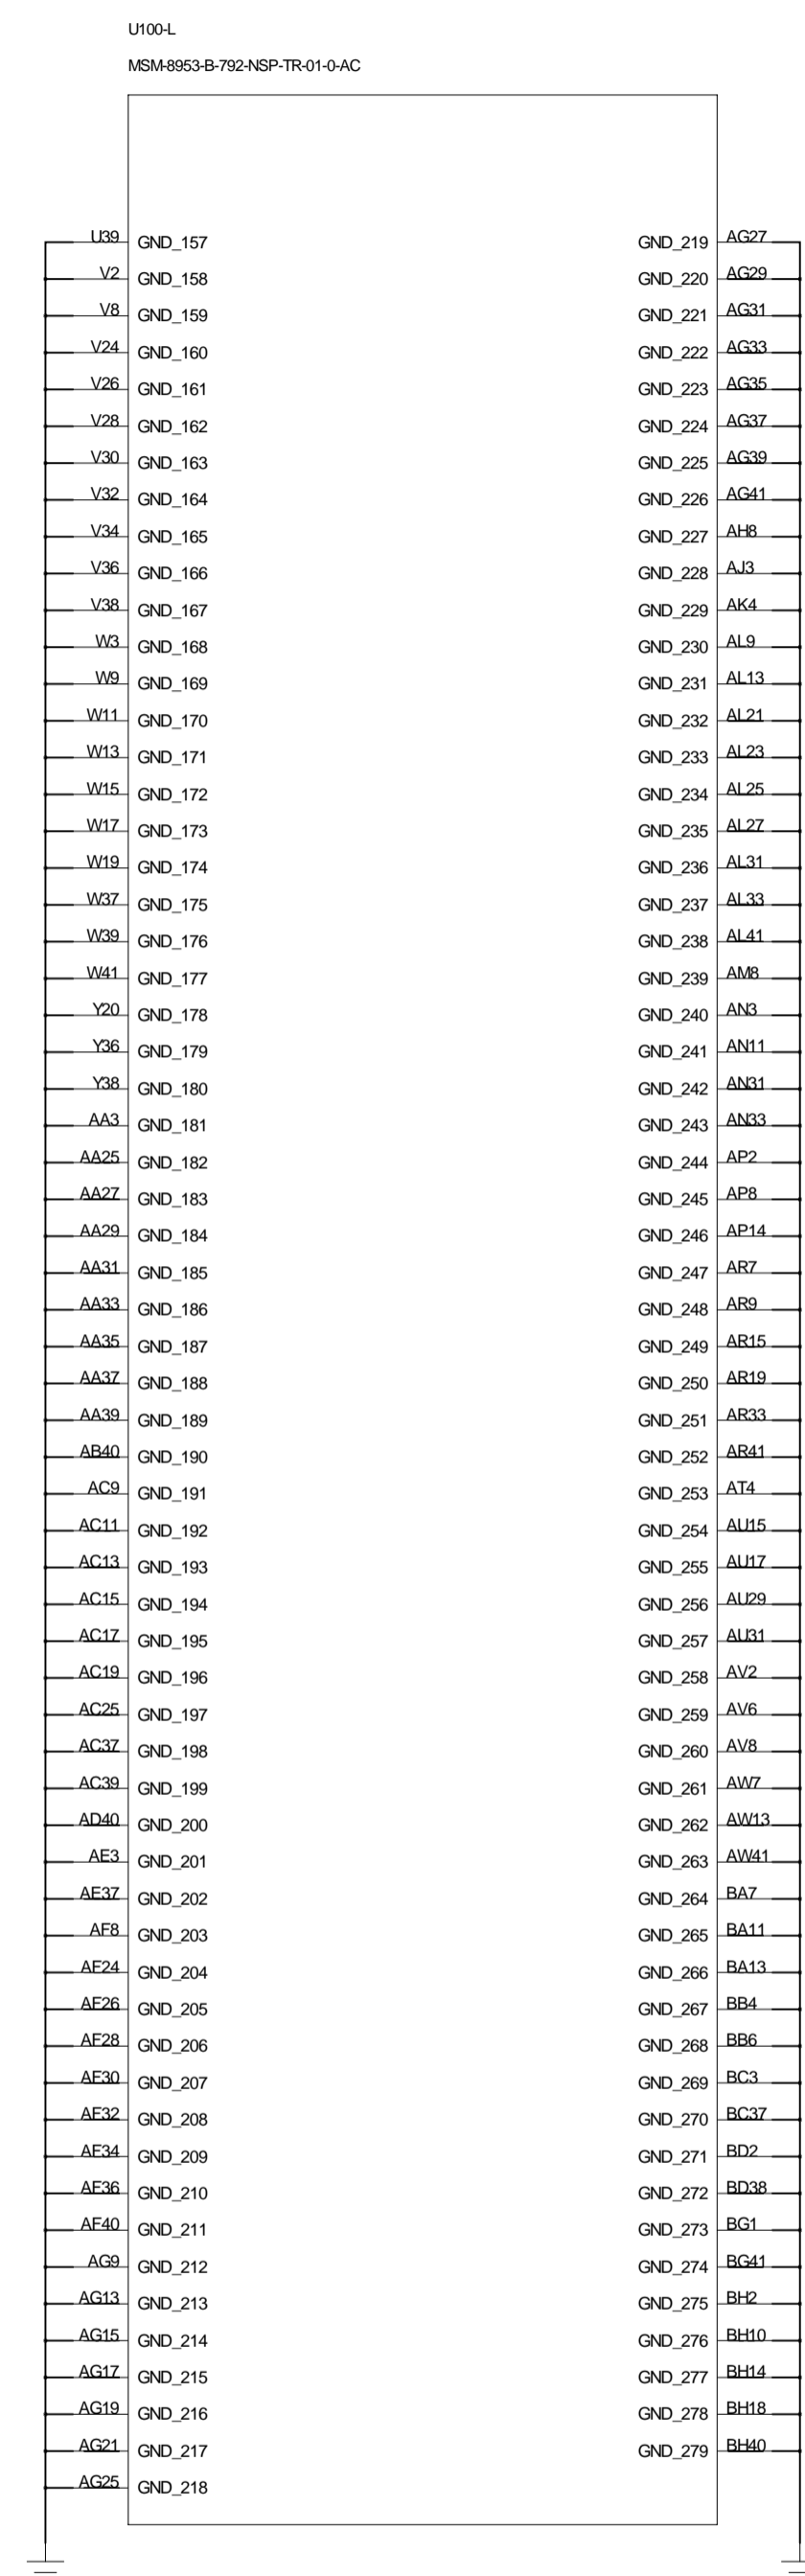 U100-L
MSM-8953-B-792-NSP-TR-01-0-AC
U39 GND_157 GND_219 AG27
V2 GND_158 GND_220 AG29
V8 GND_159 GND_221 AG31
V24 GND_160 GND_222 AG33
V26 GND_161 GND_223 AG35
V28 GND_162 GND_224 AG37
V30 GND_163 GND_225 AG39
V32 GND_164 GND_226 AG41
V34 GND_165 GND_227 AH8
V36 GND_166 GND_228 AJ3
V38 GND_167 GND_229 AK4
W3 GND_168 GND_230 AL9
W9 GND_169 GND_231 AL13
W11 GND_170 GND_232 AL21
W13 GND_171 GND_233 AL23
W15 GND_172 GND_234 AL25
W17 GND_173 GND_235 AL27
W19 GND_174 GND_236 AL31
W37 GND_175 GND_237 AL33
W39 GND_176 GND_238 AL41
W41 GND_177 GND_239 AM8
Y20 GND_178 GND_240 AN3
Y36 GND_179 GND_241 AN11
Y38 GND_180 GND_242 AN31
AA3 GND_181 GND_243 AN33
AA25 GND_182 GND_244 AP2
AA27 GND_183 GND_245 AP8
AA29 GND_184 GND_246 AP14
AA31 GND_185 GND_247 AR7
AA33 GND_186 GND_248 AR9
AA35 GND_187 GND_249 AR15
AA37 GND_188 GND_250 AR19
AA39 GND_189 GND_251 AR33
AB40 GND_190 GND_252 AR41
AC9 GND_191 GND_253 AT4
AC11 GND_192 GND_254 AU15
AC13 GND_193 GND_255 AU17
AC15 GND_194 GND_256 AU29
AC17 GND_195 GND_257 AU31
AC19 GND_196 GND_258 AV2
AC25 GND_197 GND_259 AV6
AC37 GND_198 GND_260 AV8
AC39 GND_199 GND_261 AW7
AD40 GND_200 GND_262 AW13
AE3 GND_201 GND_263 AW41
AE37 GND_202 GND_264 BA7
AF8 GND_203 GND_265 BA11
AF24 GND_204 GND_266 BA13
AF26 GND_205 GND_267 BB4
AF28 GND_206 GND_268 BB6
AF30 GND_207 GND_269 BC3
AF32 GND_208 GND_270 BC37
AF34 GND_209 GND_271 BD2
AF36 GND_210 GND_272 BD38
AF40 GND_211 GND_273 BG1
AG9 GND_212 GND_274 BG41
AG13 GND_213 GND_275 BH2
AG15 GND_214 GND_276 BH10
AG17 GND_215 GND_277 BH14
AG19 GND_216 GND_278 BH18
AG21 GND_217 GND_279 BH40
AG25 GND_218